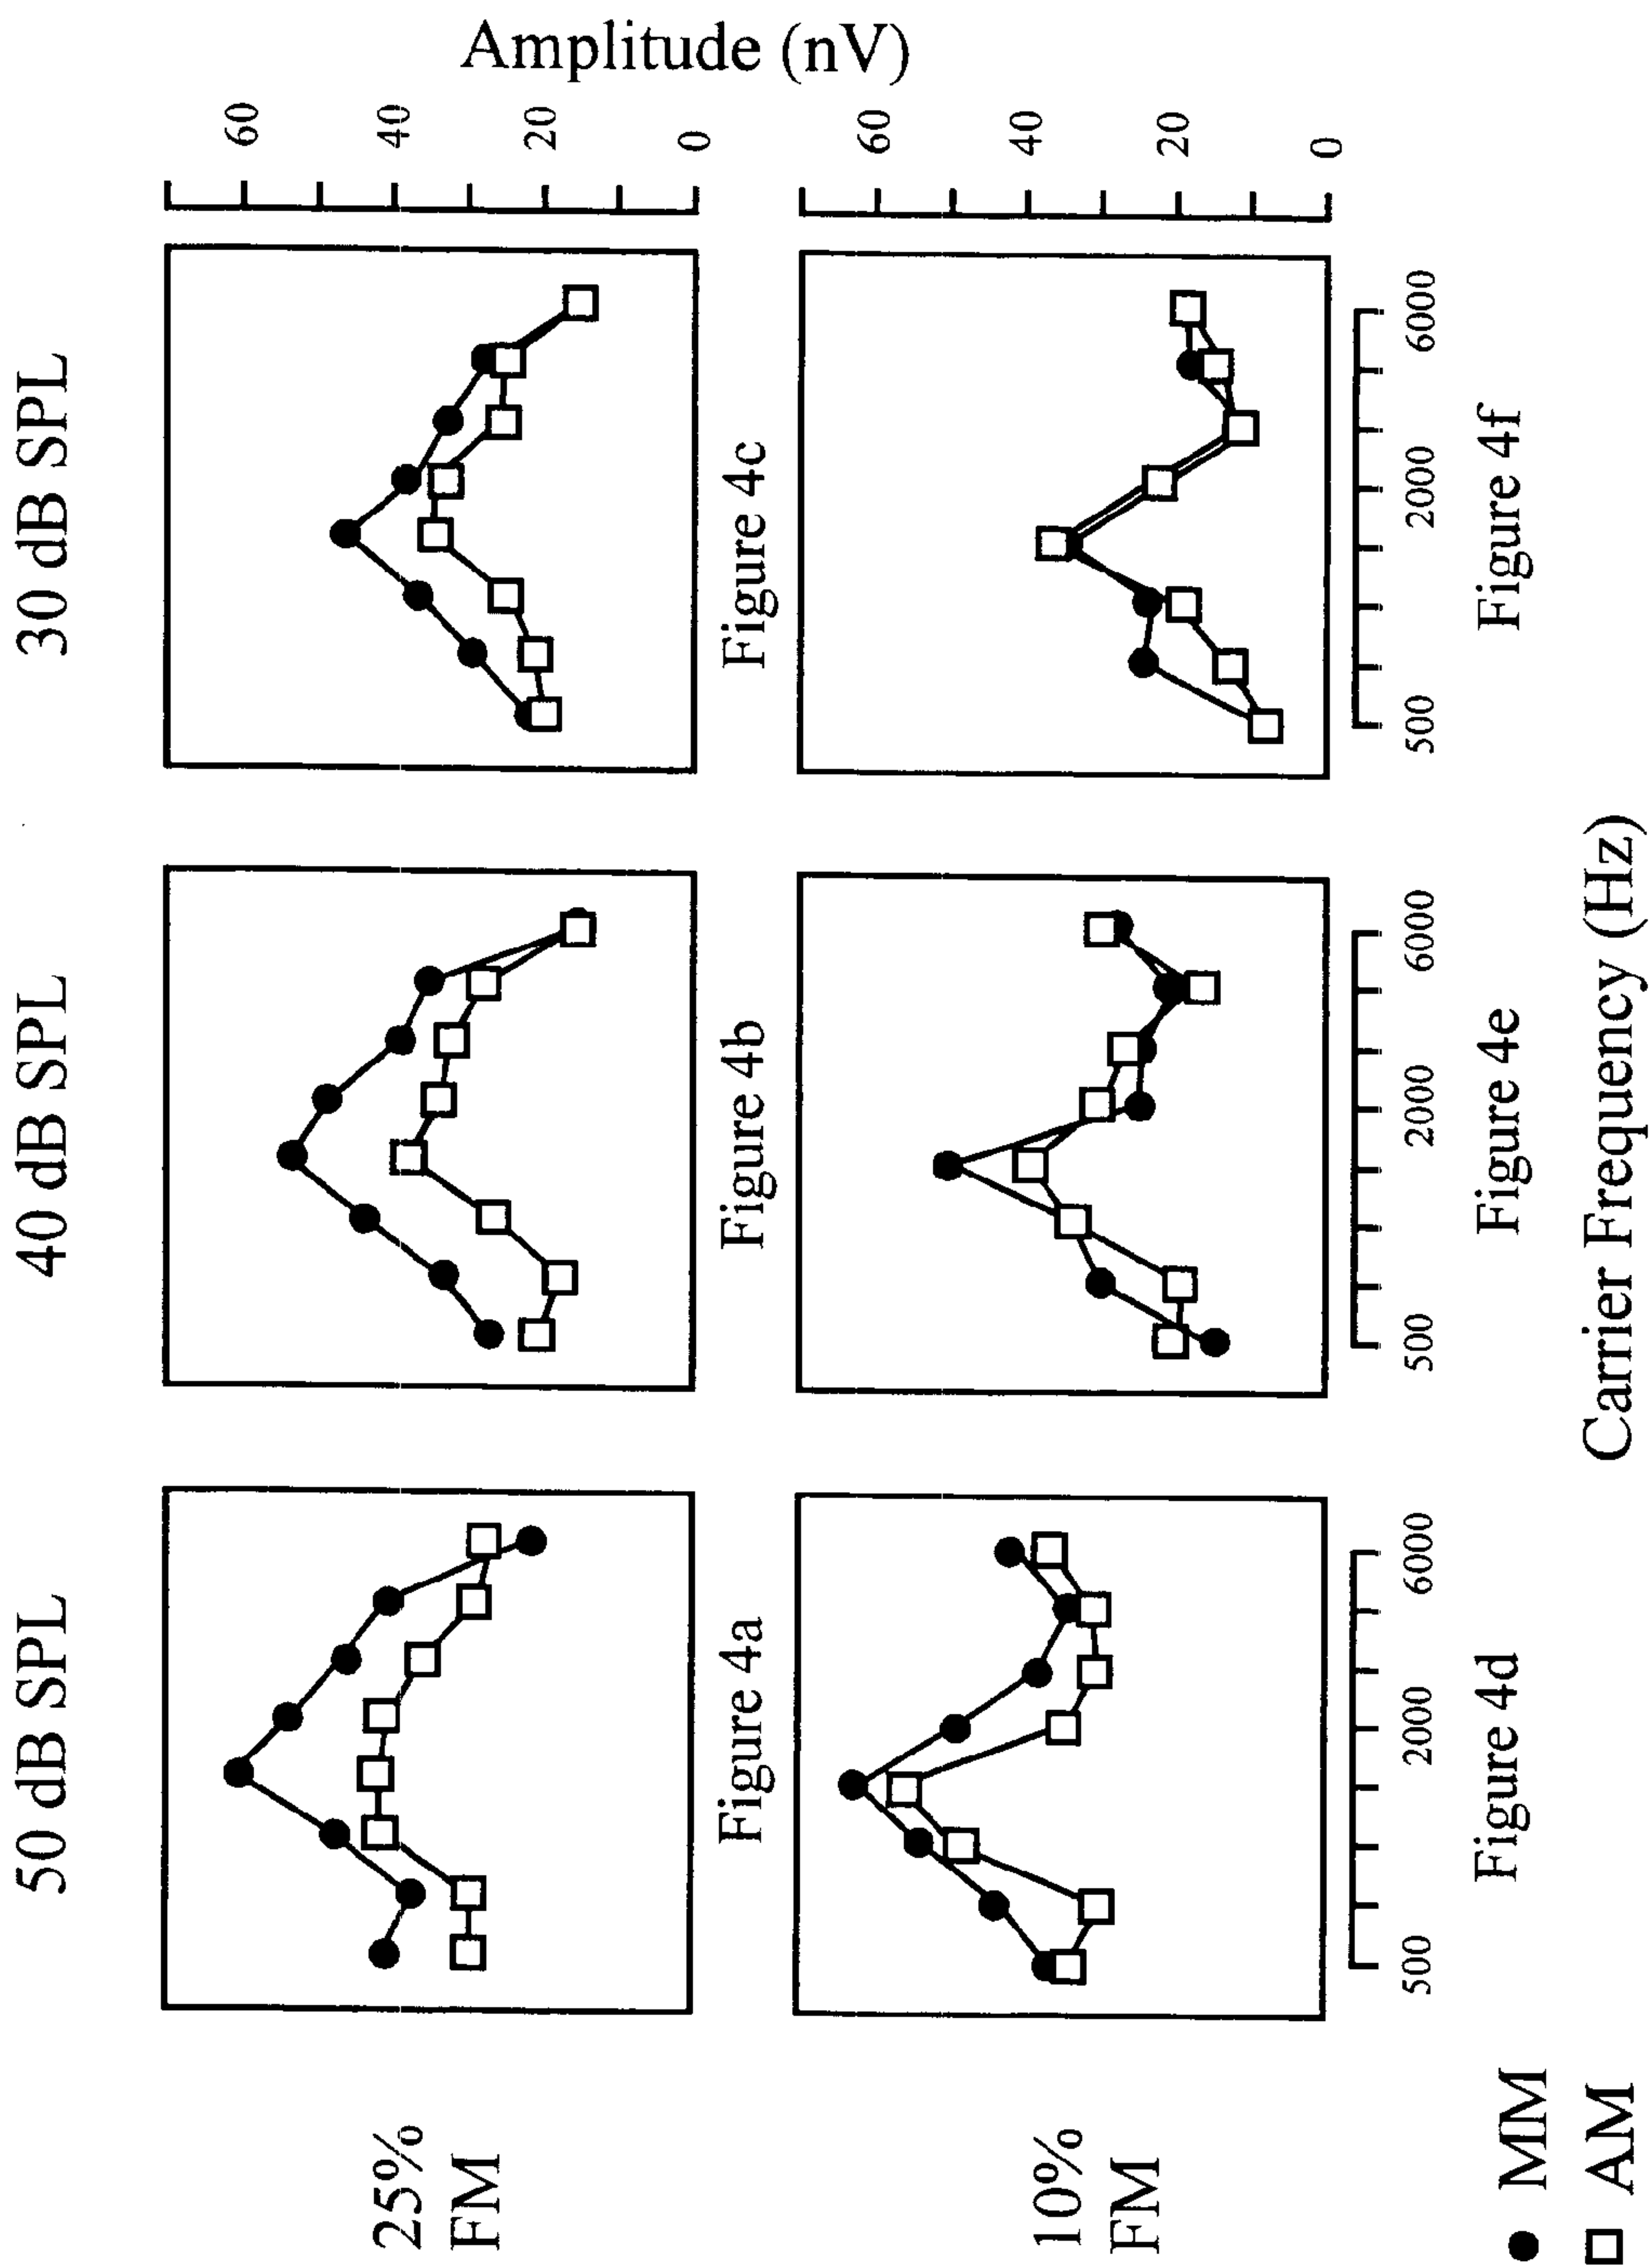 50 dB SPL
40 dB SPL
30 dB SPL
25%
FM
60
40
20
0
Amplitude (nV)
Figure 4a
Figure 4b
Figure 4c
10%
FM
60
40
20
0
500
2000
6000
500
2000
6000
500
2000
6000
Figure 4d
Figure 4e
Figure 4f
MM
AM
Carrier Frequency (Hz)